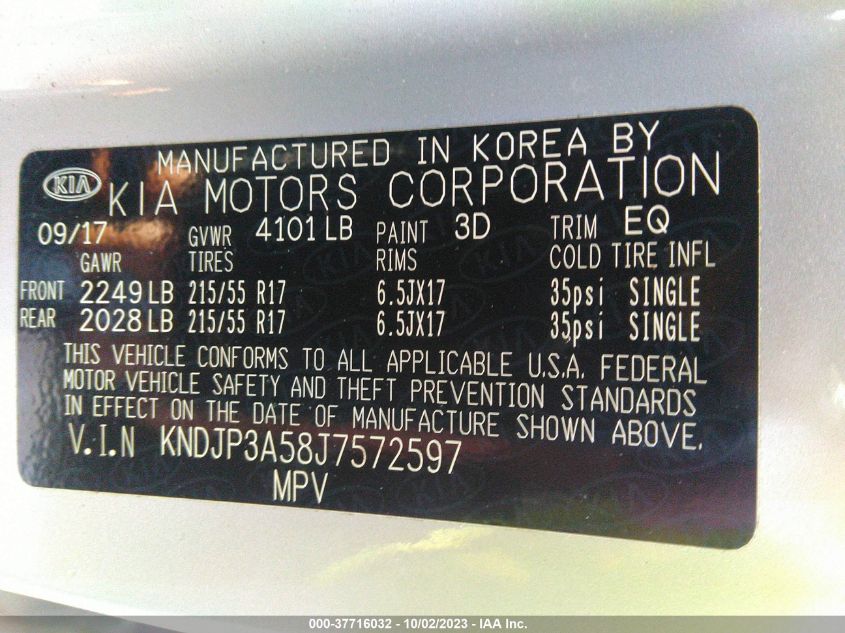 MANUFACTURED IN KOREA BY
KIA KIA MOTORS CORPORATION
09/17 GVWR 4101 LB PAINT 3D TRIM EQ
GAWR TIRES RIMS COLD TIRE INFL
FRONT 2249 LB 215/55 R17 6.5JX17 35psi SINGLE
REAR 2028 LB 215/55 R17 6.5JX17 35psi SINGLE
THIS VEHICLE CONFORMS TO ALL APPLICABLE U.S.A. FEDERAL
MOTOR VEHICLE SAFETY AND THEFT PREVENTION STANDARDS
IN EFFECT ON THE DATE OF MANUFACTURE SHOWN ABOVE.
V.I.N KNDJP3A58J7572597
MPV
000-37716032 - 10/02/2023 - IAA Inc.